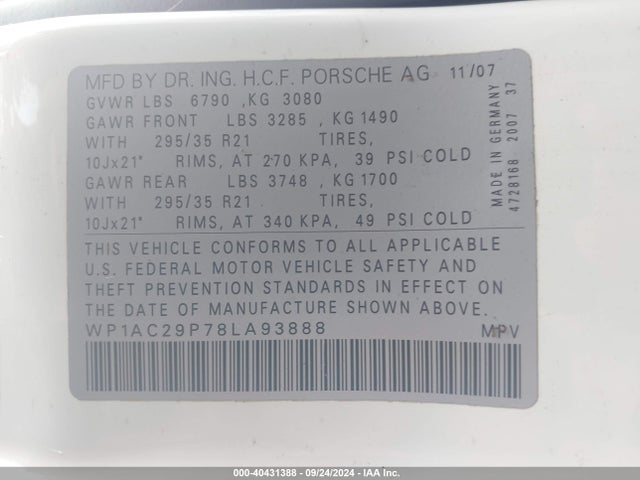 MFD BY DR. ING. H.C.F. PORSCHE AG 11/07
GVWR LBS 6790 ,KG 3080
GAWR FRONT LBS 3285 , KG 1490
WITH 295/35 R21 TIRES,
10Jx21" RIMS, AT 270 KPA, 39 PSI COLD
GAWR REAR LBS 3748 , KG 1700
WITH 295/35 R21 TIRES,
10Jx21" RIMS, AT 340 KPA, 49 PSI COLD
THIS VEHICLE CONFORMS TO ALL APPLICABLE
U.S. FEDERAL MOTOR VEHICLE SAFETY AND
THEFT PREVENTION STANDARDS IN EFFECT ON
THE DATE OF MANUFACTURE SHOWN ABOVE.
WP1AC29P78LA93888 MPV
MADE IN GERMANY
4728168 2007 37
000-40431388 - 09/24/2024 - IAA Inc.